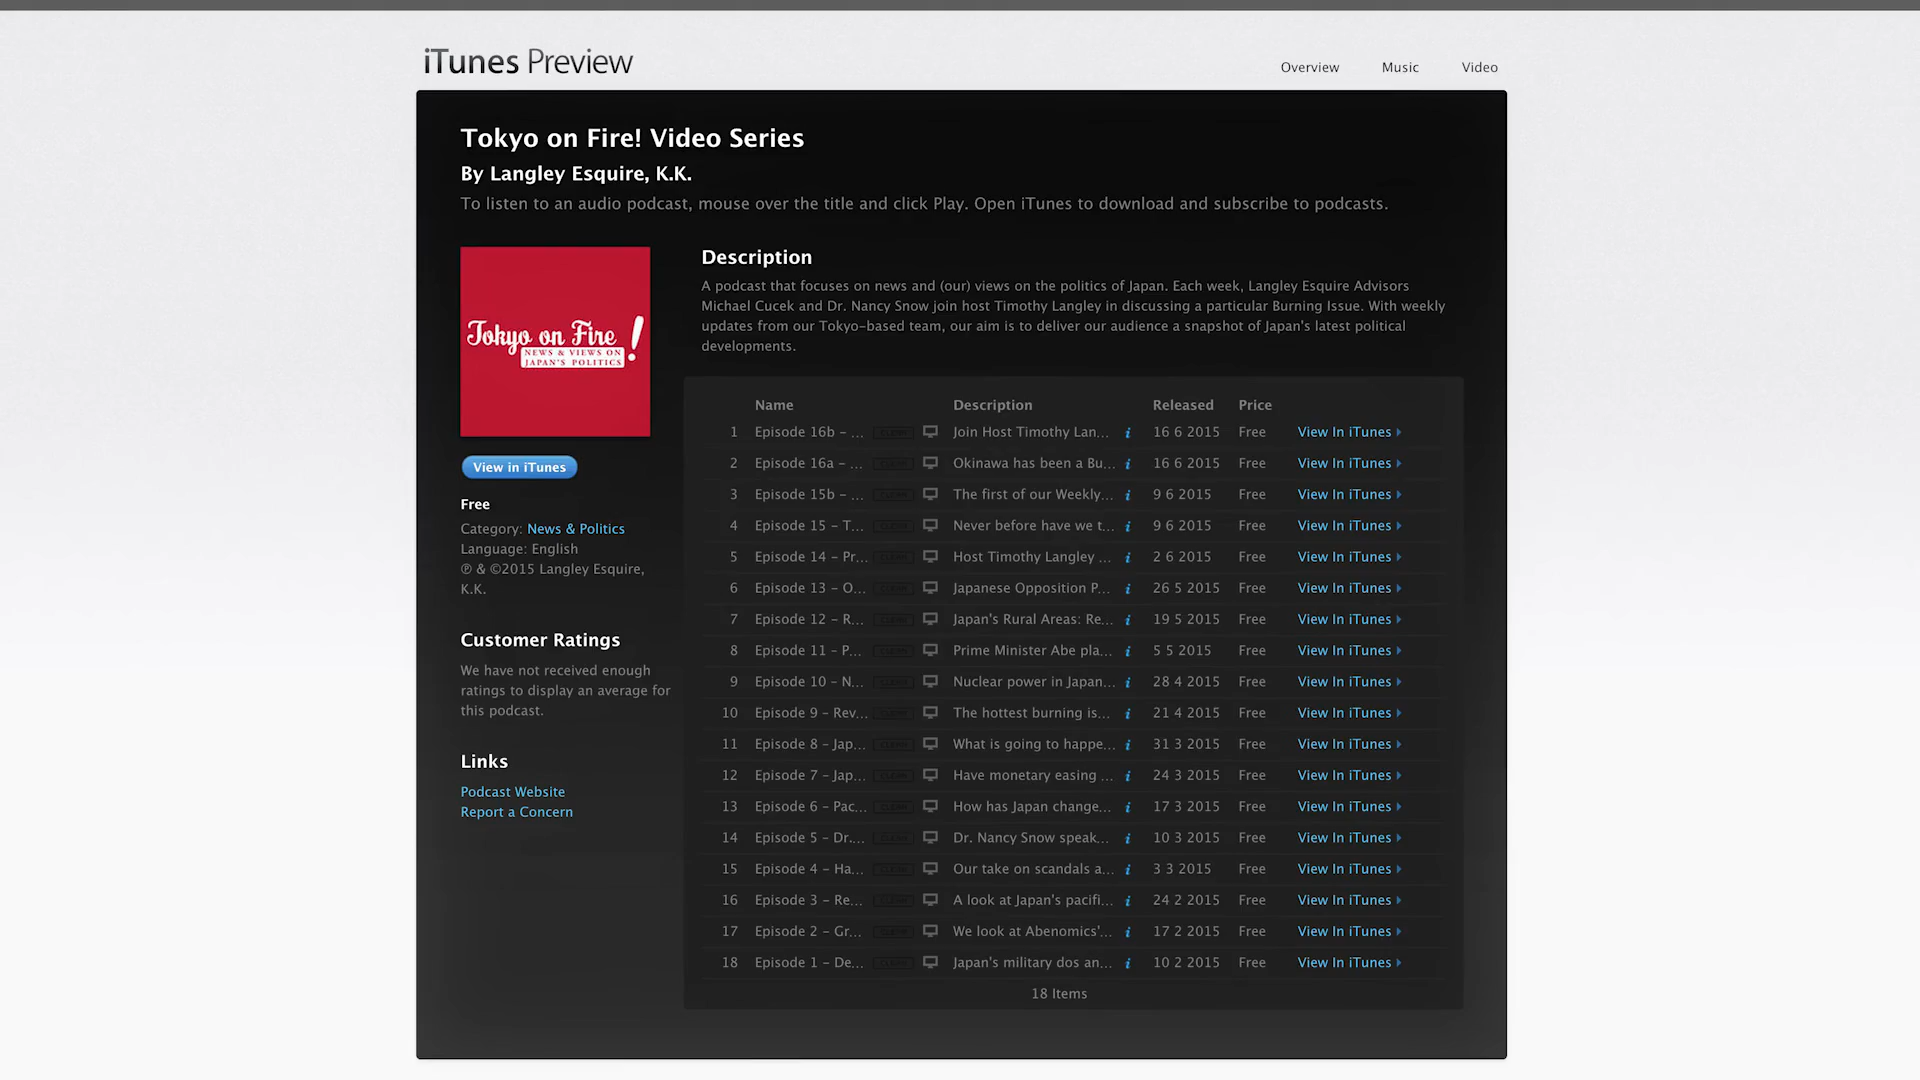 iTunes Preview
Overview Music Video
Tokyo on Fire! Video Series
By Langley Esquire, K.K.
To listen to an audio podcast, mouse over the title and click Play. Open iTunes to download and subscribe to podcasts.
Tokyo on Fire!
NEWS & VIEWS ON
JAPAN'S POLITICS
View in iTunes
Free
Category: News & Politics
Language: English
℗ & ©2015 Langley Esquire,
K.K.
Customer Ratings
We have not received enough
ratings to display an average for
this podcast.
Links
Podcast Website
Report a Concern
Description
A podcast that focuses on news and (our) views on the politics of Japan. Each week, Langley Esquire Advisors
Michael Cucek and Dr. Nancy Snow join host Timothy Langley in discussing a particular Burning Issue. With weekly
updates from our Tokyo-based team, our aim is to deliver our audience a snapshot of Japan's latest political
developments.
Name Description Released Price
1 Episode 16b – ... CLEAN Join Host Timothy Lan... i 16 6 2015 Free View In iTunes
2 Episode 16a – ... CLEAN Okinawa has been a Bu... i 16 6 2015 Free View In iTunes
3 Episode 15b – ... CLEAN The first of our Weekly... i 9 6 2015 Free View In iTunes
4 Episode 15 – T... CLEAN Never before have we t... i 9 6 2015 Free View In iTunes
5 Episode 14 – Pr... CLEAN Host Timothy Langley ... i 2 6 2015 Free View In iTunes
6 Episode 13 – O... CLEAN Japanese Opposition P... i 26 5 2015 Free View In iTunes
7 Episode 12 – R... CLEAN Japan's Rural Areas: Re... i 19 5 2015 Free View In iTunes
8 Episode 11 – P... CLEAN Prime Minister Abe pla... i 5 5 2015 Free View In iTunes
9 Episode 10 – N... CLEAN Nuclear power in Japan... i 28 4 2015 Free View In iTunes
10 Episode 9 – Rev... CLEAN The hottest burning is... i 21 4 2015 Free View In iTunes
11 Episode 8 – Jap... CLEAN What is going to happe... i 31 3 2015 Free View In iTunes
12 Episode 7 – Jap... CLEAN Have monetary easing ... i 24 3 2015 Free View In iTunes
13 Episode 6 – Pac... CLEAN How has Japan change... i 17 3 2015 Free View In iTunes
14 Episode 5 – Dr.... CLEAN Dr. Nancy Snow speak... i 10 3 2015 Free View In iTunes
15 Episode 4 – Ha... CLEAN Our take on scandals a... i 3 3 2015 Free View In iTunes
16 Episode 3 – Re... CLEAN A look at Japan's pacifi... i 24 2 2015 Free View In iTunes
17 Episode 2 – Gr... CLEAN We look at Abenomics'... i 17 2 2015 Free View In iTunes
18 Episode 1 – De... CLEAN Japan's military dos an... i 10 2 2015 Free View In iTunes
18 Items